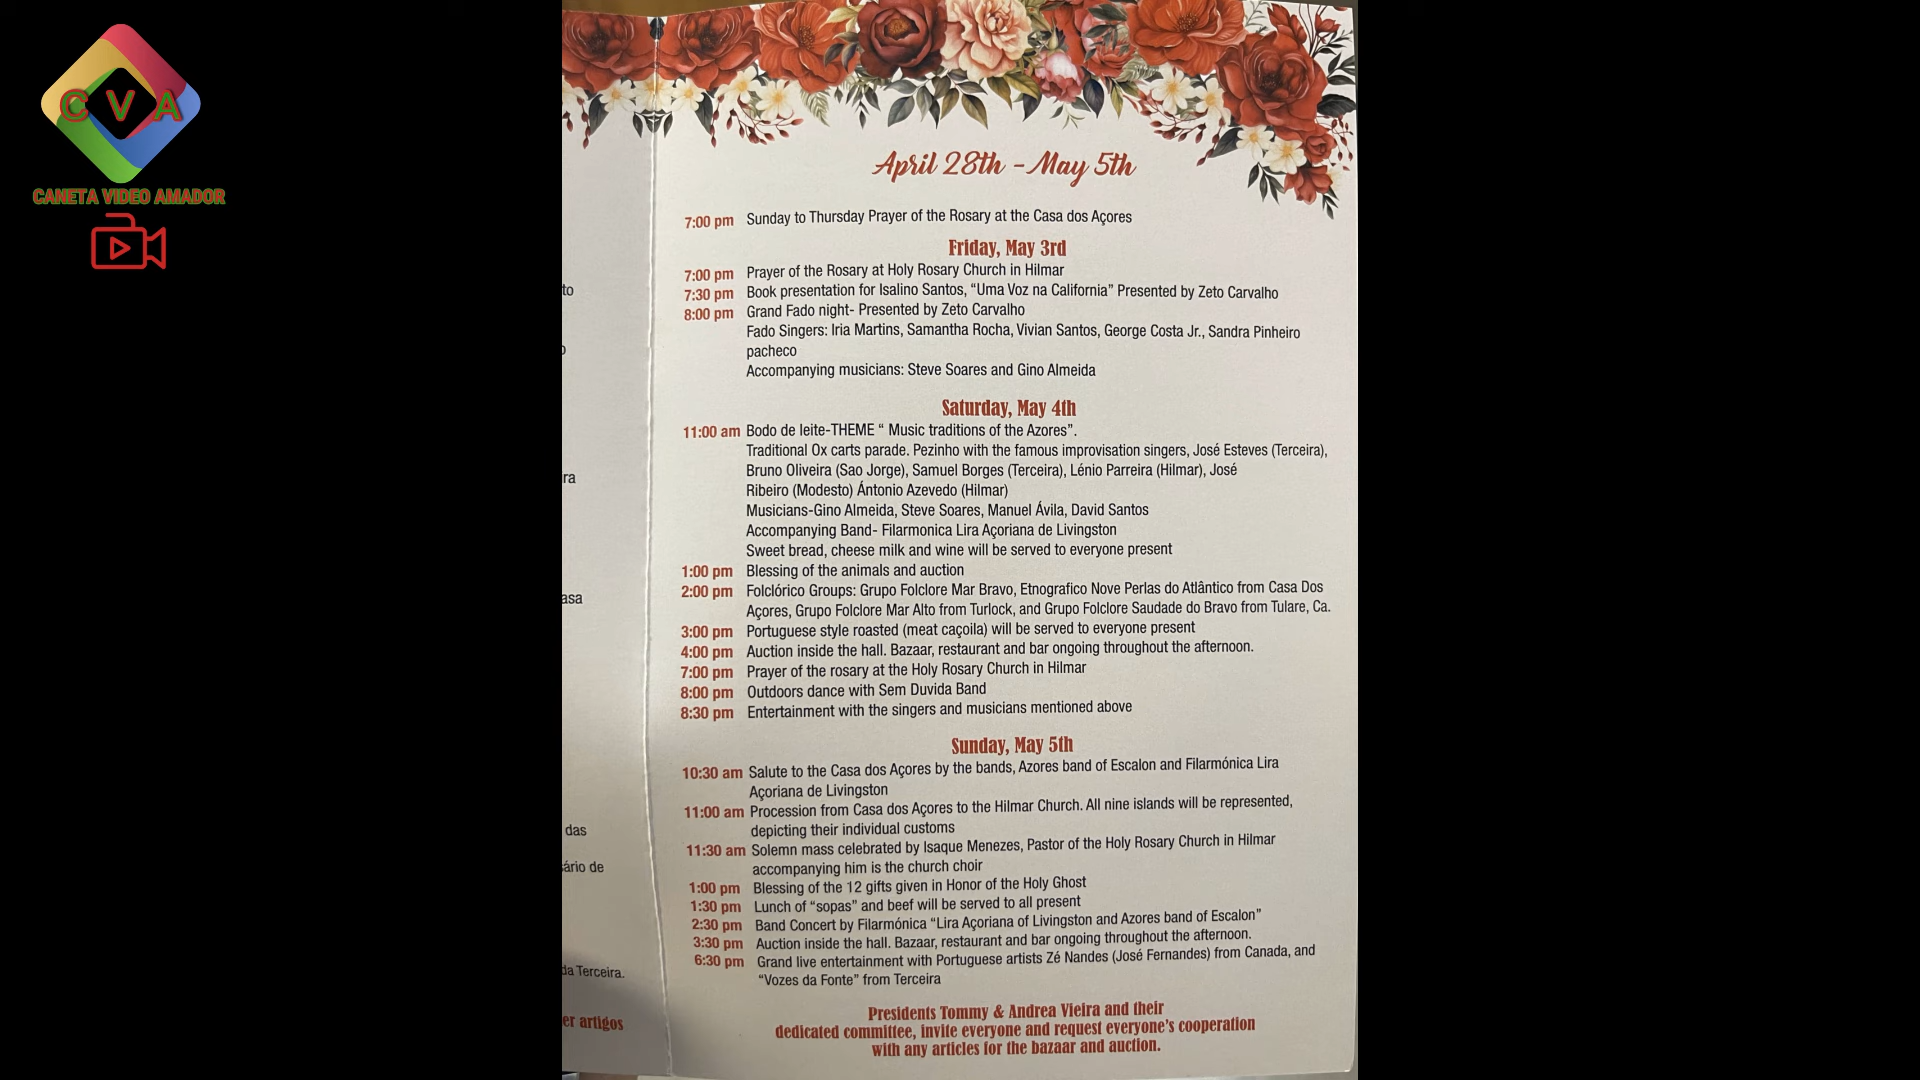 C V A
CANETA VIDEO AMADOR
to
ra
asa
das
ário de
da Terceira.
er artigos
April 28th - May 5th
7:00 pm Sunday to Thursday Prayer of the Rosary at the Casa dos Açores
Friday, May 3rd
7:00 pm Prayer of the Rosary at Holy Rosary Church in Hilmar
7:30 pm Book presentation for Isalino Santos, “Uma Voz na California” Presented by Zeto Carvalho
8:00 pm Grand Fado night- Presented by Zeto Carvalho
Fado Singers: Iria Martins, Samantha Rocha, Vivian Santos, George Costa Jr., Sandra Pinheiro
pacheco
Accompanying musicians: Steve Soares and Gino Almeida
Saturday, May 4th
11:00 am Bodo de leite-THEME “ Music traditions of the Azores”.
Traditional Ox carts parade. Pezinho with the famous improvisation singers, José Esteves (Terceira),
Bruno Oliveira (Sao Jorge), Samuel Borges (Terceira), Lénio Parreira (Hilmar), José
Ribeiro (Modesto) Ántonio Azevedo (Hilmar)
Musicians-Gino Almeida, Steve Soares, Manuel Ávila, David Santos
Accompanying Band- Filarmonica Lira Açoriana de Livingston
Sweet bread, cheese milk and wine will be served to everyone present
1:00 pm Blessing of the animals and auction
2:00 pm Folclórico Groups: Grupo Folclore Mar Bravo, Etnografico Nove Perlas do Atlântico from Casa Dos
Açores, Grupo Folclore Mar Alto from Turlock, and Grupo Folclore Saudade do Bravo from Tulare, Ca.
3:00 pm Portuguese style roasted (meat caçoila) will be served to everyone present
4:00 pm Auction inside the hall. Bazaar, restaurant and bar ongoing throughout the afternoon.
7:00 pm Prayer of the rosary at the Holy Rosary Church in Hilmar
8:00 pm Outdoors dance with Sem Duvida Band
8:30 pm Entertainment with the singers and musicians mentioned above
Sunday, May 5th
10:30 am Salute to the Casa dos Açores by the bands, Azores band of Escalon and Filarmónica Lira
Açoriana de Livingston
11:00 am Procession from Casa dos Açores to the Hilmar Church. All nine islands will be represented,
depicting their individual customs
11:30 am Solemn mass celebrated by Isaque Menezes, Pastor of the Holy Rosary Church in Hilmar
accompanying him is the church choir
1:00 pm Blessing of the 12 gifts given in Honor of the Holy Ghost
1:30 pm Lunch of “sopas” and beef will be served to all present
2:30 pm Band Concert by Filarmónica “Lira Açoriana of Livingston and Azores band of Escalon”
3:30 pm Auction inside the hall. Bazaar, restaurant and bar ongoing throughout the afternoon.
6:30 pm Grand live entertainment with Portuguese artists Zé Nandes (José Fernandes) from Canada, and
“Vozes da Fonte” from Terceira
Presidents Tommy & Andrea Vieira and their
dedicated committee, invite everyone and request everyone's cooperation
with any articles for the bazaar and auction.